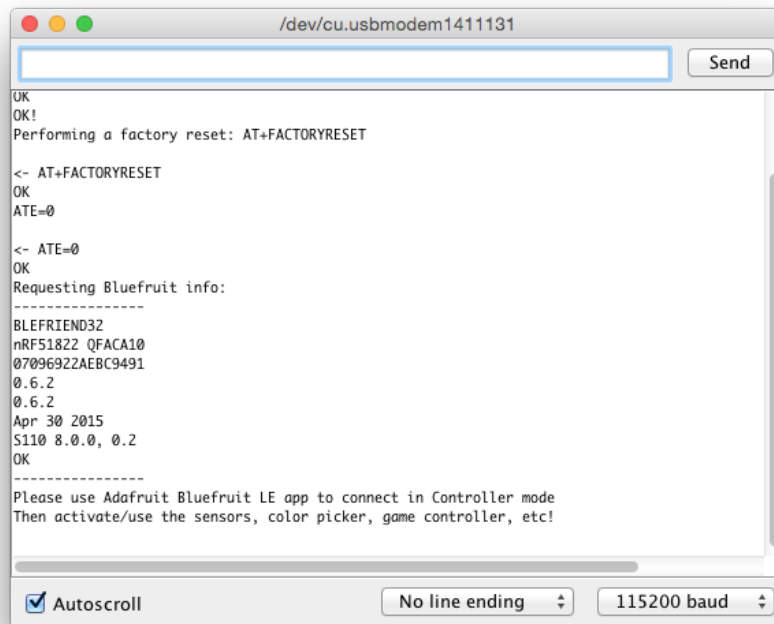 /dev/cu.usbmodem1411131
Send
OK
OK!
Performing a factory reset: AT+FACTORYRESET
<- AT+FACTORYRESET
OK
ATE=0
<- ATE=0
OK
Requesting Bluefruit info:
----------------
BLEFRIEND32
nRF51822 QFACA10
07096922AEBC9491
0.6.2
0.6.2
Apr 30 2015
S110 8.0.0, 0.2
OK
----------------
Please use Adafruit Bluefruit LE app to connect in Controller mode
Then activate/use the sensors, color picker, game controller, etc!
Autoscroll
No line ending
115200 baud